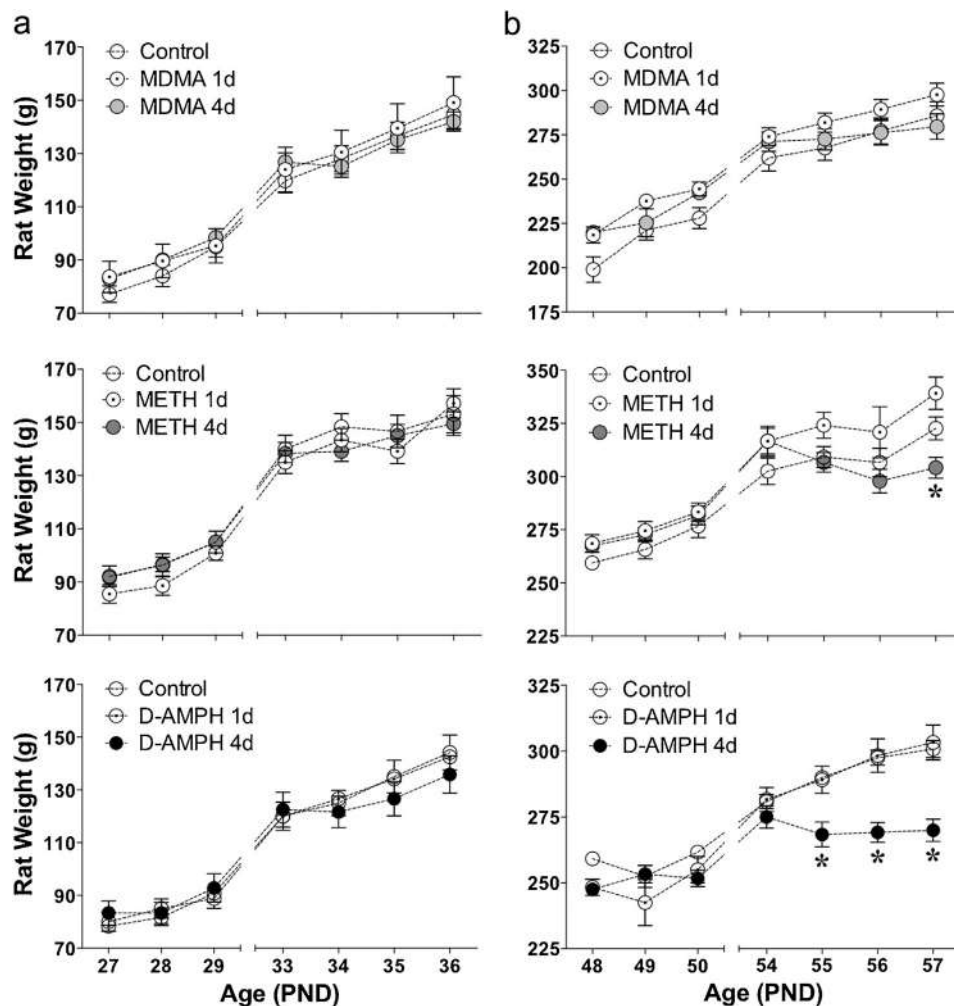 a
Rat Weight (g)
170
150
130
110
90
70
Control
MDMA 1d
MDMA 4d
b
325
300
275
250
225
200
175
Control
MDMA 1d
MDMA 4d
Rat Weight (g)
170
150
130
110
90
70
Control
METH 1d
METH 4d
350
325
300
275
250
225
Control
METH 1d
METH 4d
*
Rat Weight (g)
170
150
130
110
90
70
Control
D-AMPH 1d
D-AMPH 4d
27 28 29 33 34 35 36
Age (PND)
325
300
275
250
225
Control
D-AMPH 1d
D-AMPH 4d
* * *
48 49 50 54 55 56 57
Age (PND)